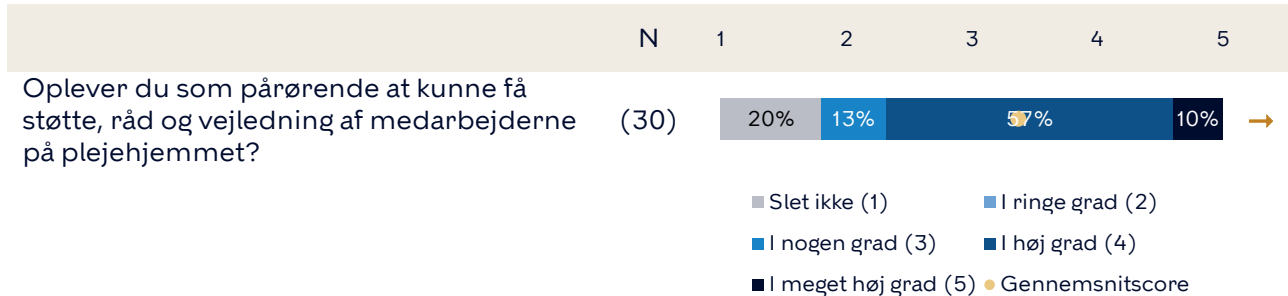 N 1 2 3 4 5
Oplever du som pårørende at kunne få
støtte, råd og vejledning af medarbejderne
på plejehjemmet?
(30)
20% 13% 57% 10%
Slet ikke (1) I ringe grad (2)
I nogen grad (3) I høj grad (4)
I meget høj grad (5) Gennemsnitscore